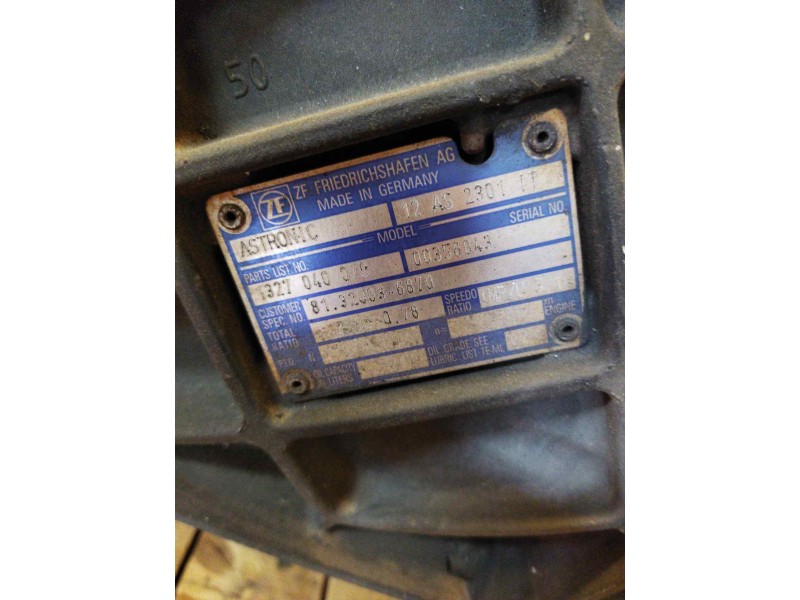 50
ZF ZF FRIEDRICHSHAFEN AG
MADE IN GERMANY
ASTRONIC 12 AS 2301
MODEL
PARTS LIST NO. SERIAL NO.
1327 040 00356043
CUSTOMER SPEC. NO. 81.32003-6870
TOTAL RATIO 0.78 SPEEDO RATIO
n= ENGINE
OIL CAPACITY LITERS OIL GRADE SEE LUBRIC. LIST TE-ML